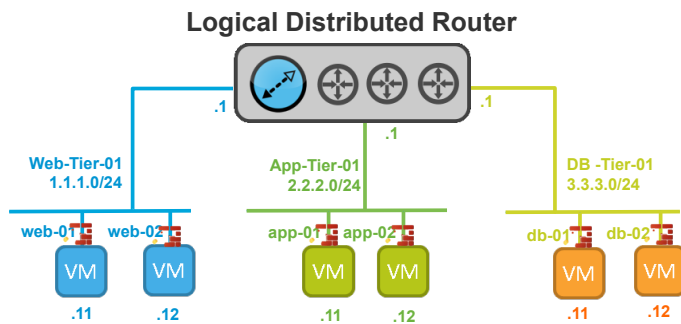 Logical Distributed Router
.1
.1
.1
Web-Tier-01
1.1.1.0/24
App-Tier-01
2.2.2.0/24
DB -Tier-01
3.3.3.0/24
web-01
web-02
app-01
app-02
db-01
db-02
VM
VM
VM
VM
VM
VM
.11
.12
.11
.12
.11
.12